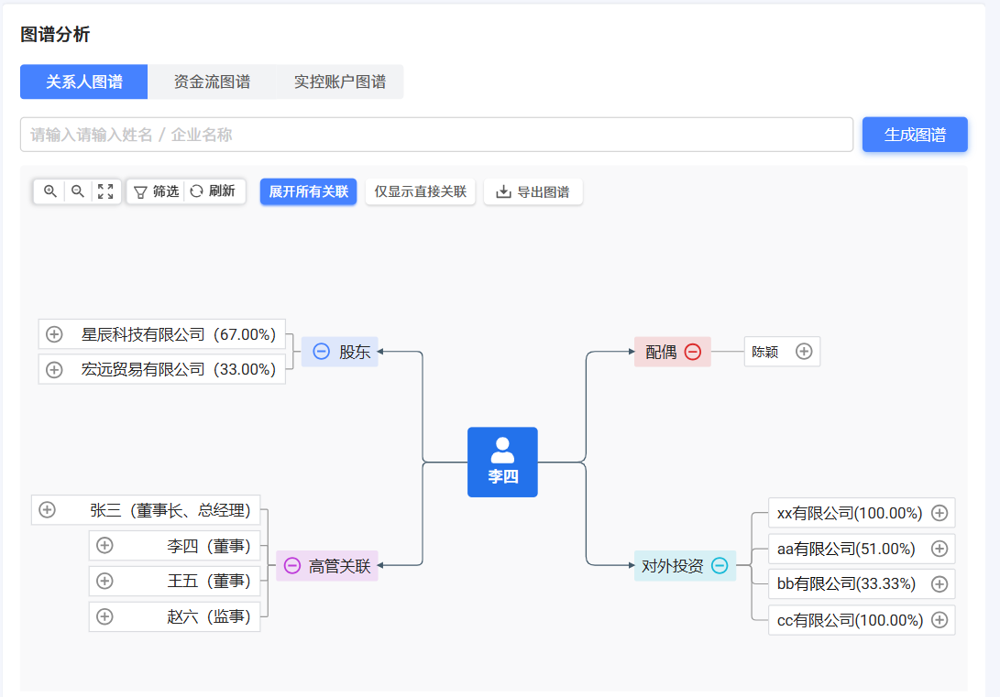 图谱分析
关系人图谱 资金流图谱 实控账户图谱
请输入请输入姓名 / 企业名称 生成图谱
筛选 刷新 展开所有关联 仅显示直接关联 导出图谱
星辰科技有限公司（67.00%）
宏远贸易有限公司（33.00%）
股东
配偶
陈颖
李四
张三（董事长、总经理）
李四（董事）
王五（董事）
赵六（监事）
高管关联
对外投资
xx有限公司(100.00%)
aa有限公司(51.00%)
bb有限公司(33.33%)
cc有限公司(100.00%)